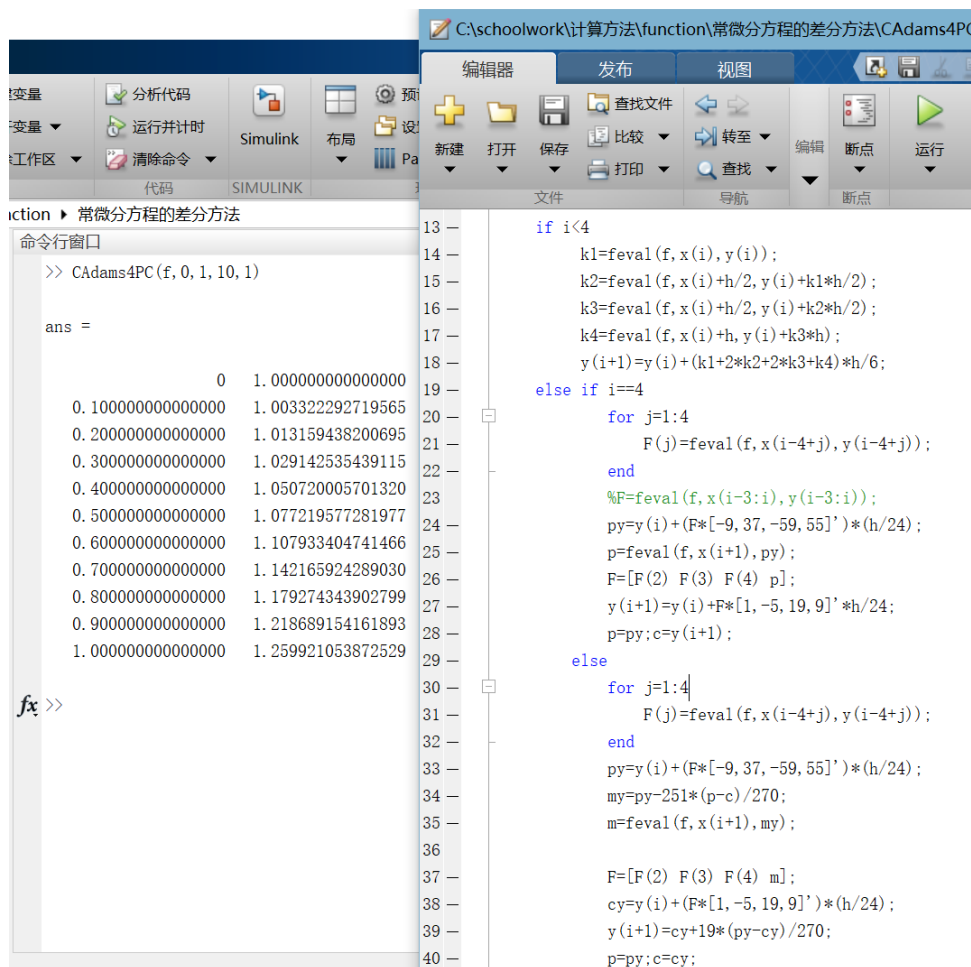 C:\schoolwork\计算方法\function\常微分方程的差分方法\CAdams4PC
编辑器 发布 视图
变量 分析代码 Simulink 布局
变量 运行并计时
工作区 清除命令
代码 SIMULINK
新建 打开 保存 查找文件 比较 打印 转至 查找 编辑 断点 运行
文件 导航 断点
nction 常微分方程的差分方法
命令行窗口
>> CAdams4PC(f,0,1,10,1)
ans =
0 1.000000000000000
0.100000000000000 1.003322292719565
0.200000000000000 1.013159438200695
0.300000000000000 1.029142535439115
0.400000000000000 1.050720005701320
0.500000000000000 1.077219577281977
0.600000000000000 1.107933404741466
0.700000000000000 1.142165924289030
0.800000000000000 1.179274343902799
0.900000000000000 1.218689154161893
1.000000000000000 1.259921053872529
fx >>
13 if i<4
14 k1=feval(f,x(i),y(i));
15 k2=feval(f,x(i)+h/2,y(i)+k1*h/2);
16 k3=feval(f,x(i)+h/2,y(i)+k2*h/2);
17 k4=feval(f,x(i)+h,y(i)+k3*h);
18 y(i+1)=y(i)+(k1+2*k2+2*k3+k4)*h/6;
19 else if i==4
20 for j=1:4
21 F(j)=feval(f,x(i-4+j),y(i-4+j));
22 end
23 %F=feval(f,x(i-3:i),y(i-3:i));
24 py=y(i)+(F*[-9,37,-59,55]')*(h/24);
25 p=feval(f,x(i+1),py);
26 F=[F(2) F(3) F(4) p];
27 y(i+1)=y(i)+F*[1,-5,19,9]'*h/24;
28 p=py;c=y(i+1);
29 else
30 for j=1:4
31 F(j)=feval(f,x(i-4+j),y(i-4+j));
32 end
33 py=y(i)+(F*[-9,37,-59,55]')*(h/24);
34 my=py-251*(p-c)/270;
35 m=feval(f,x(i+1),my);
36
37 F=[F(2) F(3) F(4) m];
38 cy=y(i)+(F*[1,-5,19,9]')*(h/24);
39 y(i+1)=cy+19*(py-cy)/270;
40 p=py;c=cy;